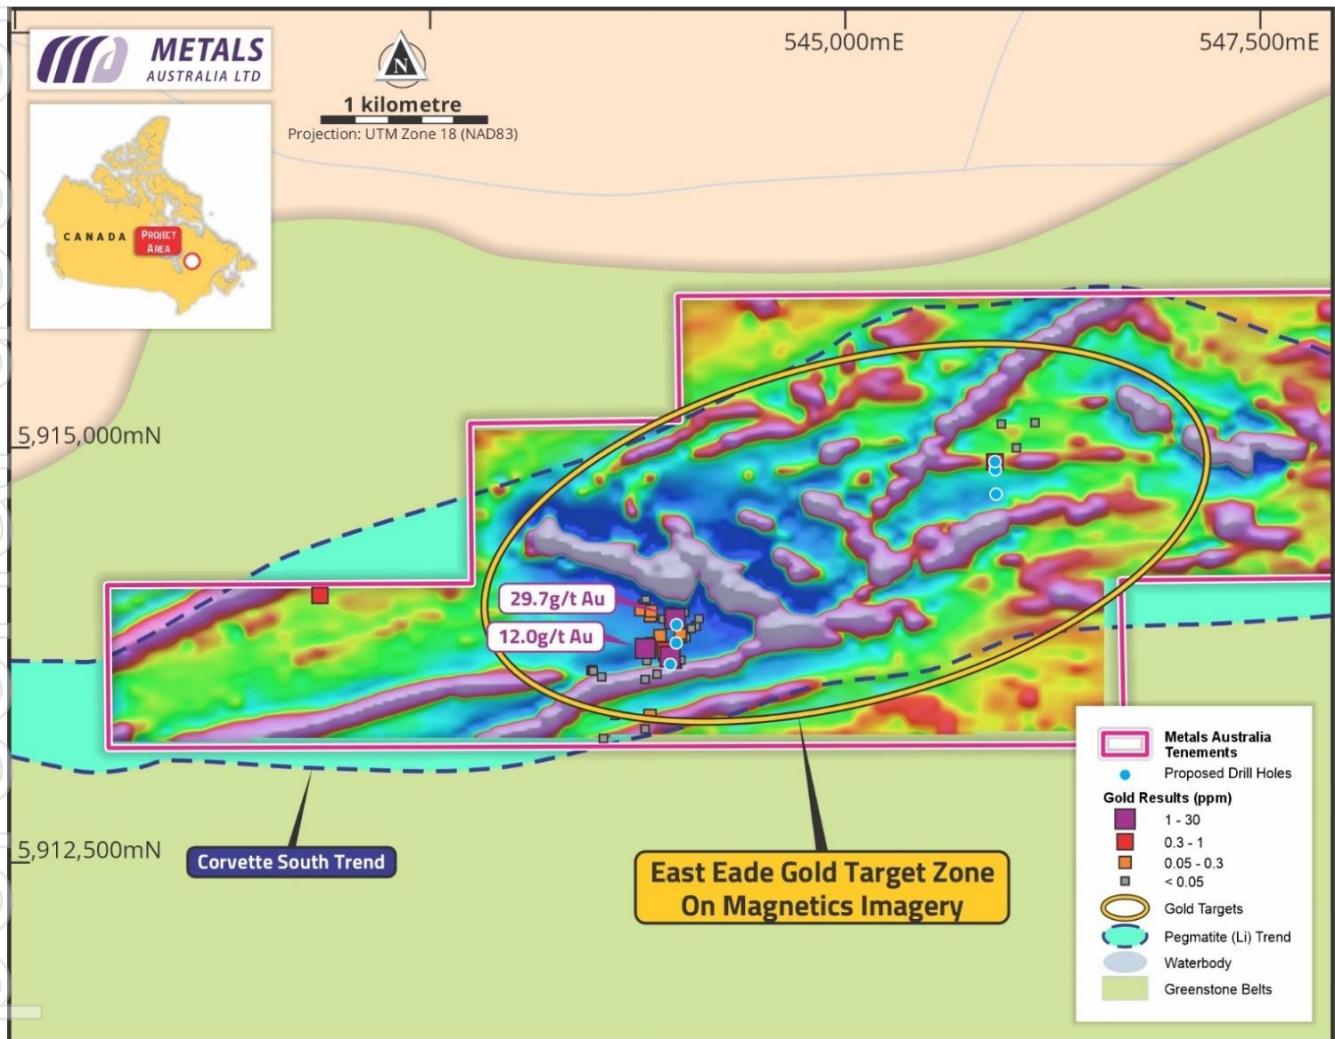 545,000mE
547,500mE
METALS
AUSTRALIA LTD
N
1 kilometre
Projection: UTM Zone 18 (NAD83)
CANADA
PROJECT
AREA
5,915,000mN
29.7g/t Au
12.0g/t Au
5,912,500mN
Corvette South Trend
East Eade Gold Target Zone
On Magnetics Imagery
Metals Australia
Tenements
Proposed Drill Holes
Gold Results (ppm)
1 - 30
0.3 - 1
0.05 - 0.3
< 0.05
Gold Targets
Pegmatite (Li) Trend
Waterbody
Greenstone Belts